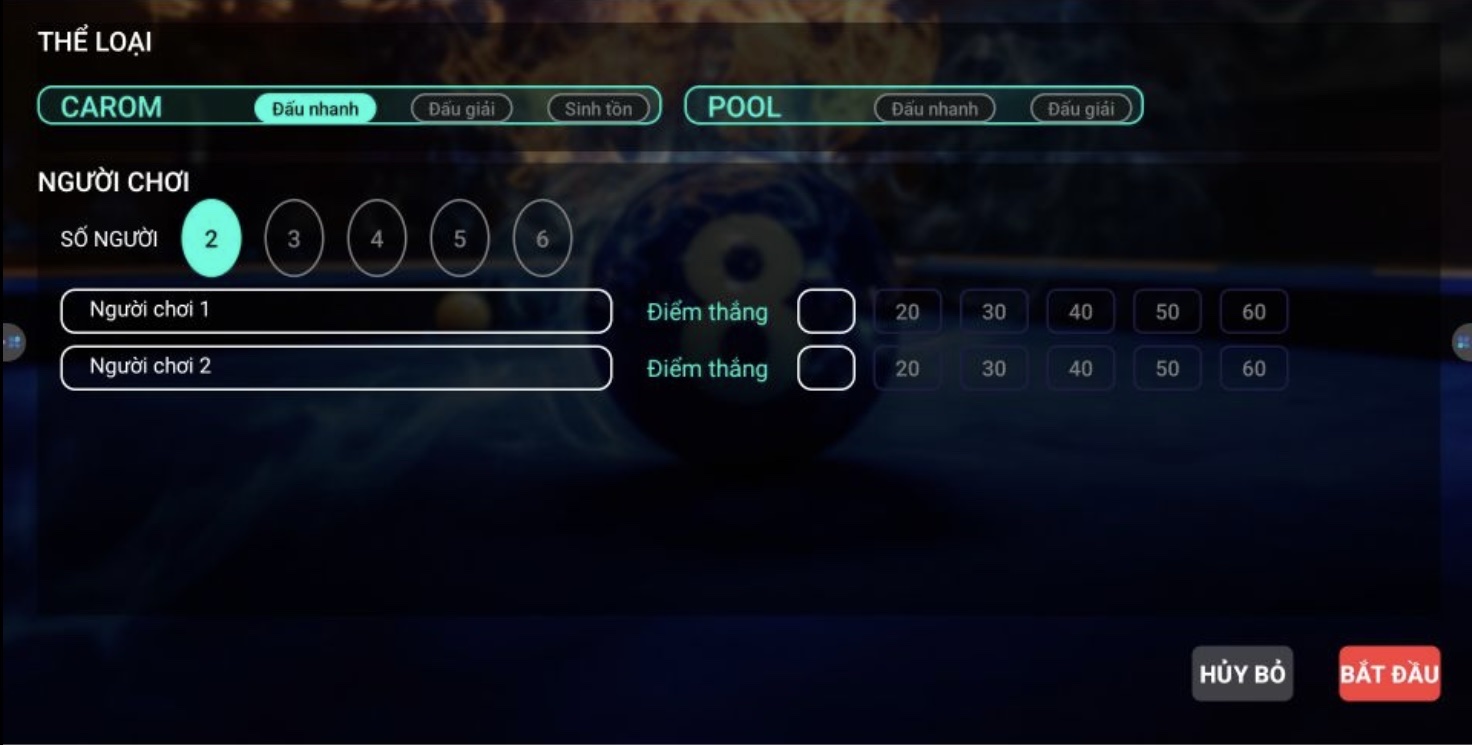 THỂ LOẠI
CAROM Đấu nhanh Đấu giải Sinh tồn POOL Đấu nhanh Đấu giải
NGƯỜI CHƠI
SỐ NGƯỜI 2 3 4 5 6
Người chơi 1 Điểm thắng 20 30 40 50 60
Người chơi 2 Điểm thắng 20 30 40 50 60
HỦY BỎ BẮT ĐẦU